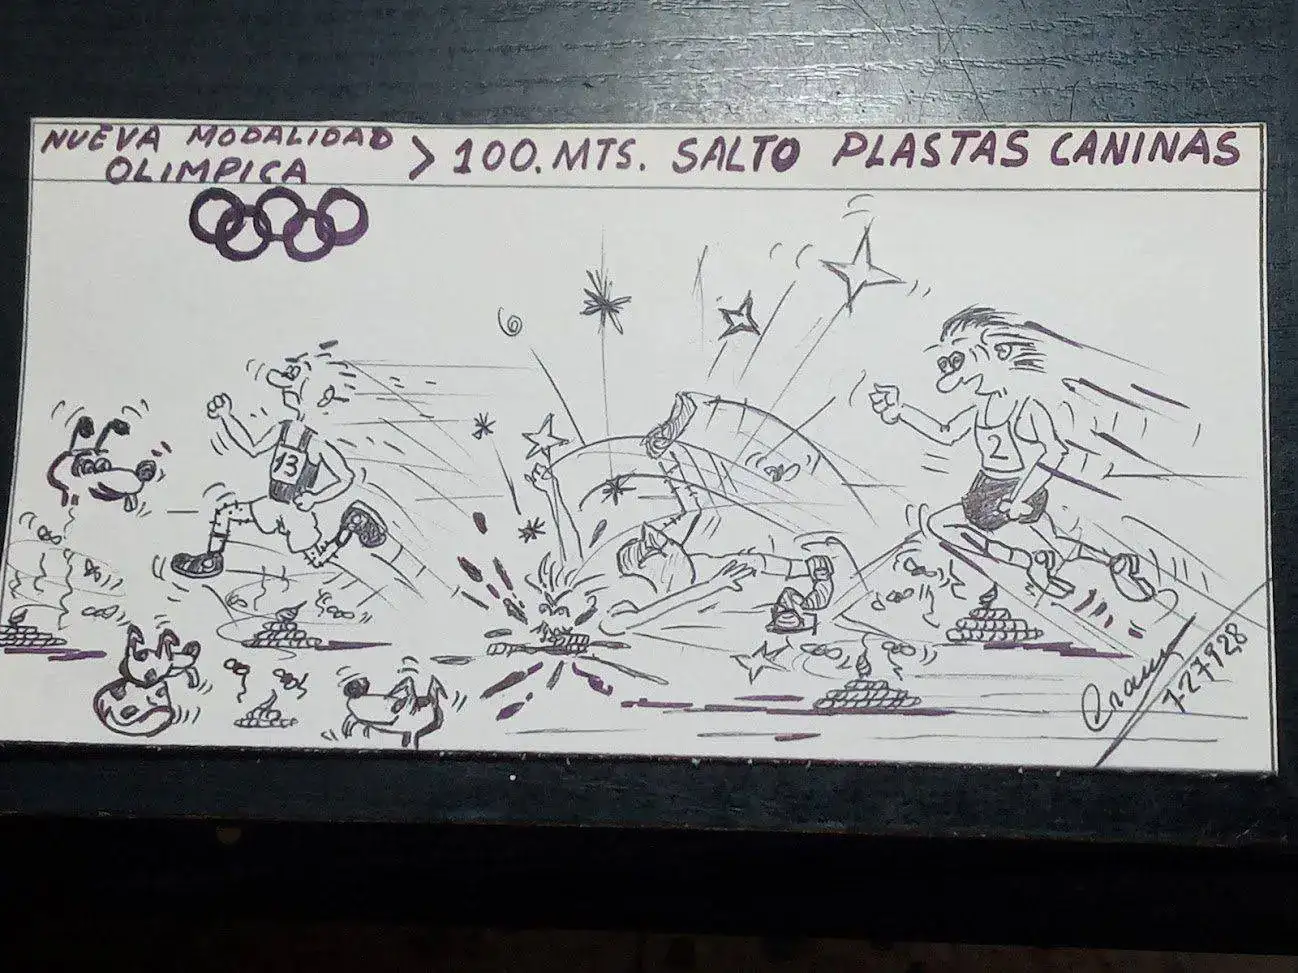 NUEVA MODALIDAD
OLIMPICA
> 100.MTS. SALTO PLASTAS CANINAS
13
2